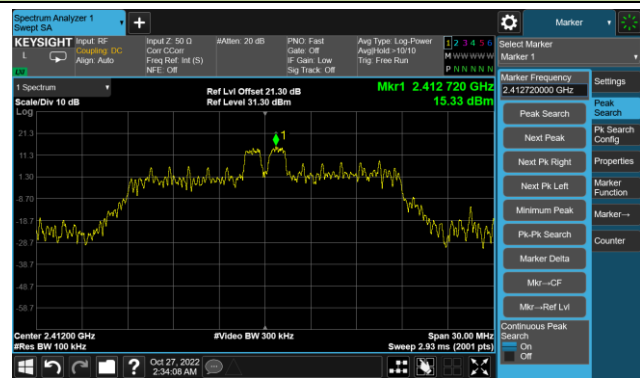 Spectrum Analyzer 1
Swept SA
Marker
KEYSIGHT
L
Input: RF
Coupling: DC
Align: Auto
Input Z: 50 Ω
Corr CCorr
Freq Ref: Int (S)
NFE: Off
#Atten: 20 dB
PNO: Fast
Gate: Off
IF Gain: Low
Sig Track: Off
Avg Type: Log-Power
Avg|Hold:>10/10
Trig: Free Run
1 2 3 4 5 6
M W W W W W
P N N N N N
Select Marker
Marker 1
1 Spectrum
Scale/Div 10 dB
Log
Ref Lvl Offset 21.30 dB
Ref Level 31.30 dBm
Mkr1 2.412 720 GHz
15.33 dBm
1
21.3
11.3
1.30
-8.70
-18.7
-28.7
-38.7
-48.7
-58.7
Center 2.41200 GHz
#Res BW 100 kHz
#Video BW 300 kHz
Span 30.00 MHz
Sweep 2.93 ms (2001 pts)
Marker Frequency
2.412720000 GHz
Peak Search
Next Peak
Next Pk Right
Next Pk Left
Minimum Peak
Pk-Pk Search
Marker Delta
Mkr→CF
Mkr→Ref Lvl
Continuous Peak
Search
On
Off
Settings
Peak
Search
Pk Search
Config
Properties
Marker
Function
Marker→
Counter
?
Oct 27, 2022
2:34:08 AM